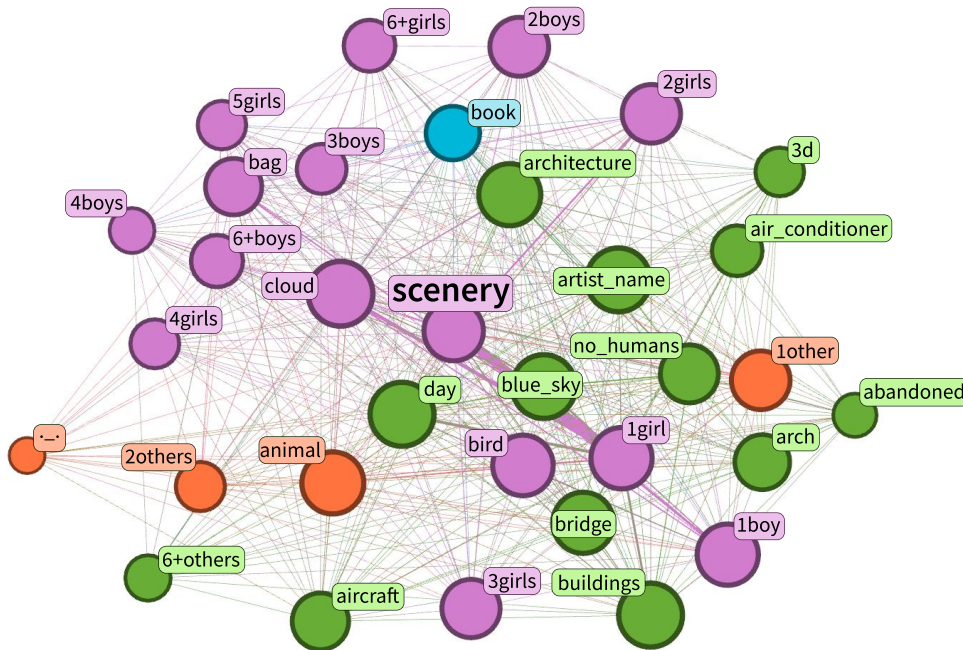 6+girls
2boys
2girls
5girls
book
3boys
architecture
3d
bag
4boys
air_conditioner
6+boys
artist_name
cloud
scenery
4girls
no_humans
1other
blue_sky
day
abandoned
1girl
._.
bird
arch
2others
animal
bridge
1boy
6+others
3girls
buildings
aircraft